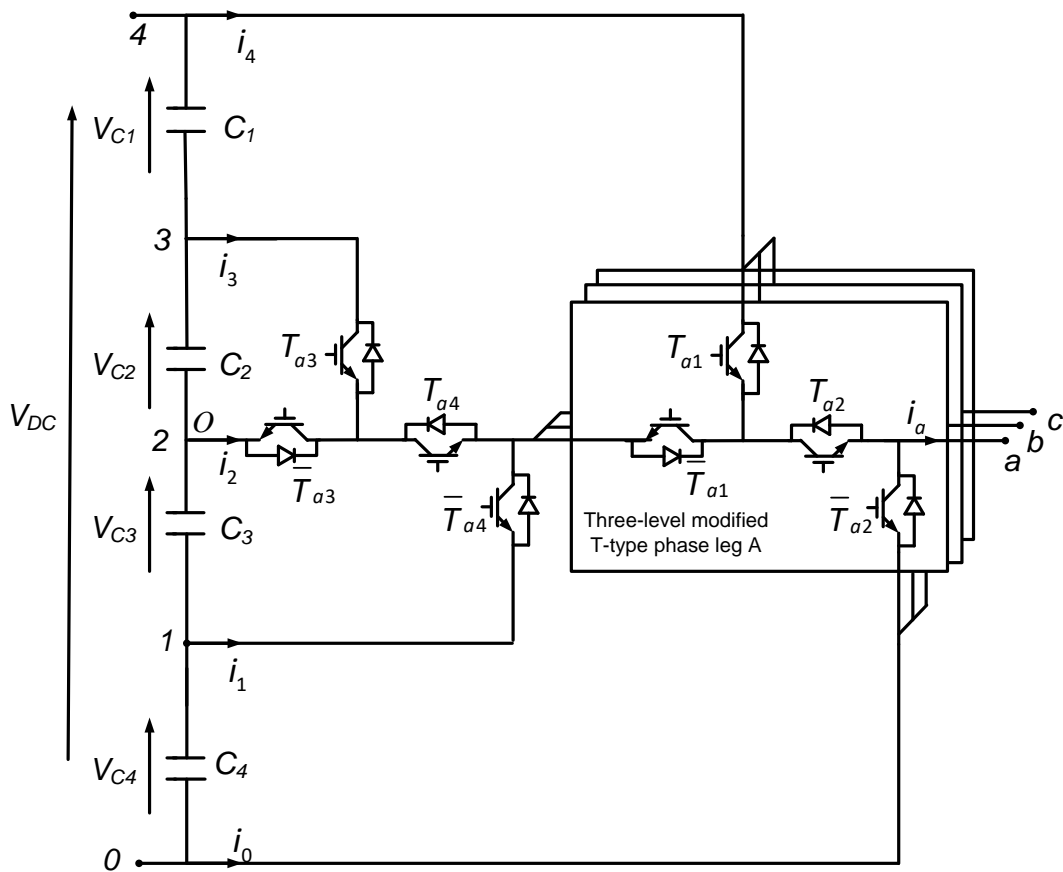 4
i4
VC1
C1
3
i3
VC2
C2
Ta3
Ta4
Ta1
Ta2
VDC
2
O
i2
T̅a3
ia
c
b
a
VC3
C3
T̅a4
T̅a1
T̅a2
Three-level modified
T-type phase leg A
1
i1
VC4
C4
0
i0